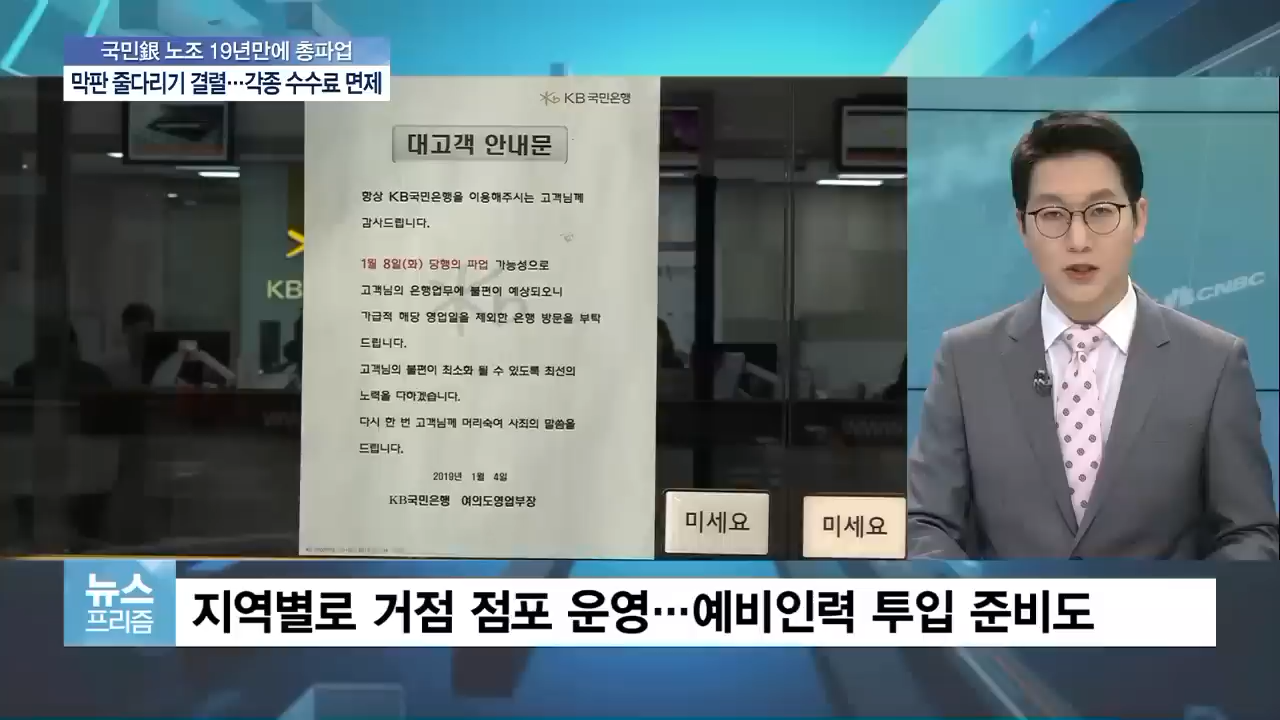 국민銀 노조 19년만에 총파업
막판 줄다리기 결렬…각종 수수료 면제
KB국민은행
대고객 안내문
항상 KB국민은행을 이용해주시는 고객님께
감사드립니다.
1월 8일(화) 당행의 파업 가능성으로
고객님의 은행업무에 불편이 예상되오니
가급적 해당 영업일을 제외한 은행 방문을 부탁
드립니다.
고객님의 불편이 최소화 될 수 있도록 최선의
노력을 다하겠습니다.
다시 한 번 고객님께 머리숙여 사죄의 말씀을
드립니다.
2019년 1월 4일
KB국민은행 여의도영업부장
KB
미세요
미세요
CNBC
뉴스
프리즘
지역별로 거점 점포 운영…예비인력 투입 준비도